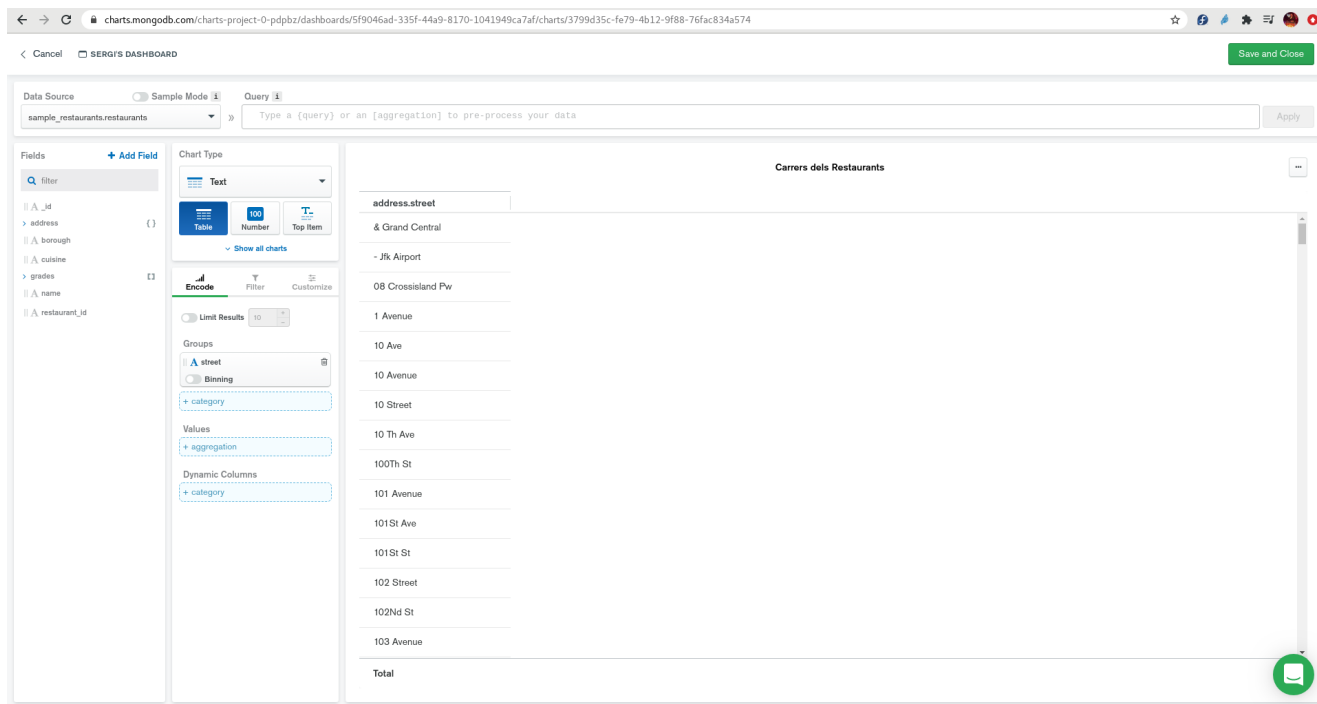 charts.mongodb.com/charts-project-0-pdpbz/dashboards/5f9046ad-335f-44a9-8170-1041949ca7af/charts/3799d35c-fe79-4b12-9f88-76fac834a574
Cancel SERGI'S DASHBOARD Save and Close
Data Source Sample Mode i Query i
sample_restaurants.restaurants » Type a {query} or an [aggregation] to pre-process your data Apply
Fields + Add Field
filter
A _id
address {}
A borough
A cuisine
grades []
A name
A restaurant_id
Chart Type
Text
Table
100
Number
T
Top Item
Show all charts
Encode Filter Customize
Limit Results 10
Groups
A street
Binning
+ category
Values
+ aggregation
Dynamic Columns
+ category
Carrers dels Restaurants
address.street
& Grand Central
- Jfk Airport
08 Crossisland Pw
1 Avenue
10 Ave
10 Avenue
10 Street
10 Th Ave
100Th St
101 Avenue
101St Ave
101St St
102 Street
102Nd St
103 Avenue
Total